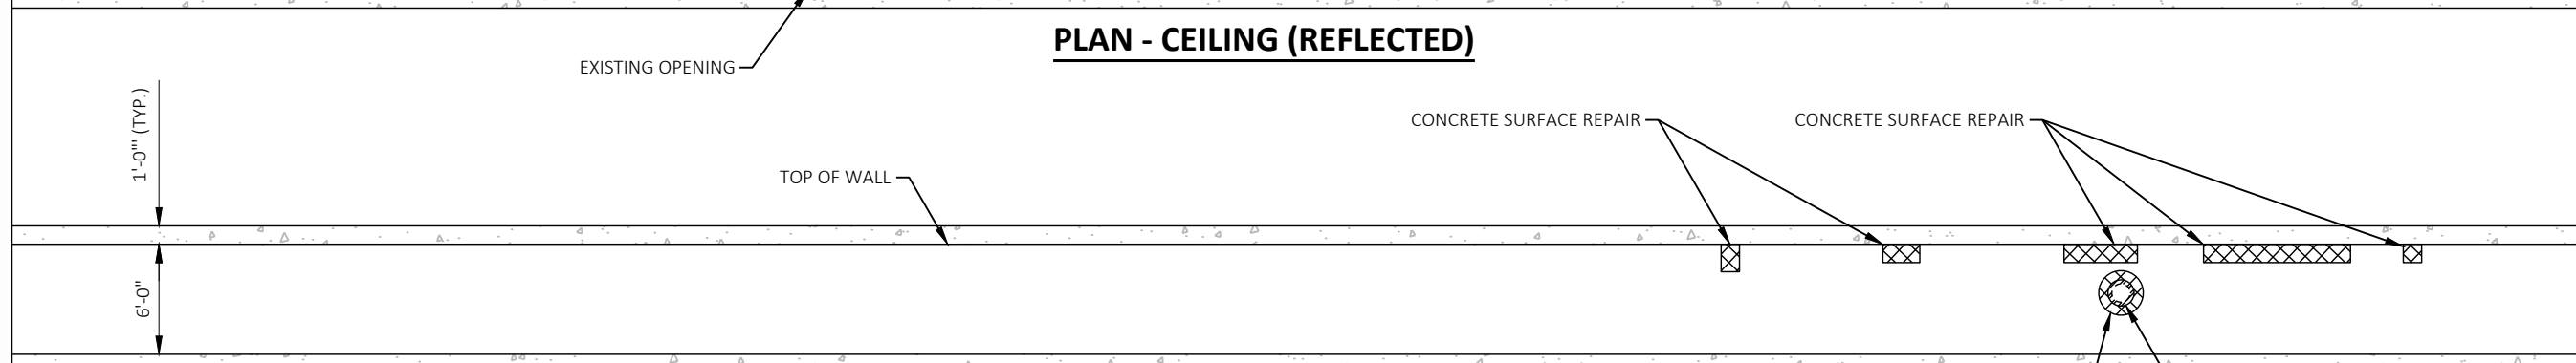 PLAN - CEILING (REFLECTED)
EXISTING OPENING
1'-0"' (TYP.)
CONCRETE SURFACE REPAIR
CONCRETE SURFACE REPAIR
TOP OF WALL
6'-0"